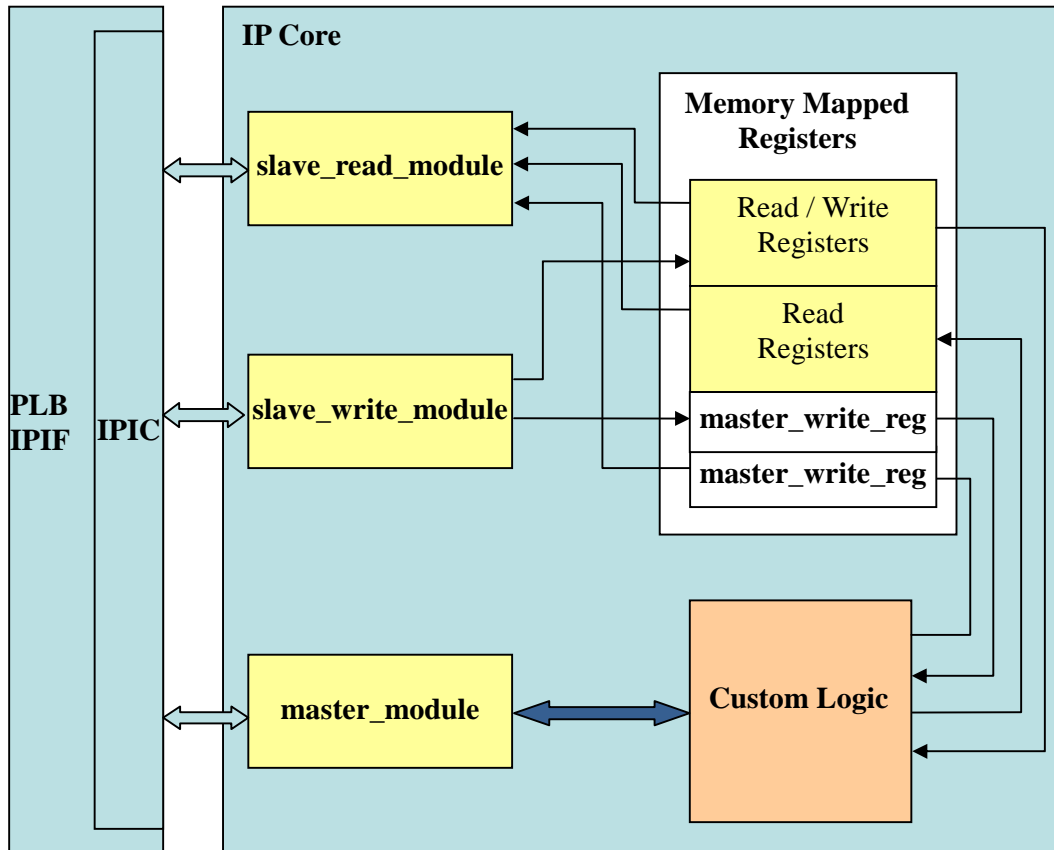 IP Core
Memory Mapped
Registers
slave_read_module
Read / Write
Registers
Read
Registers
slave_write_module
PLB
IPIF
IPIC
master_write_reg
master_write_reg
master_module
Custom Logic